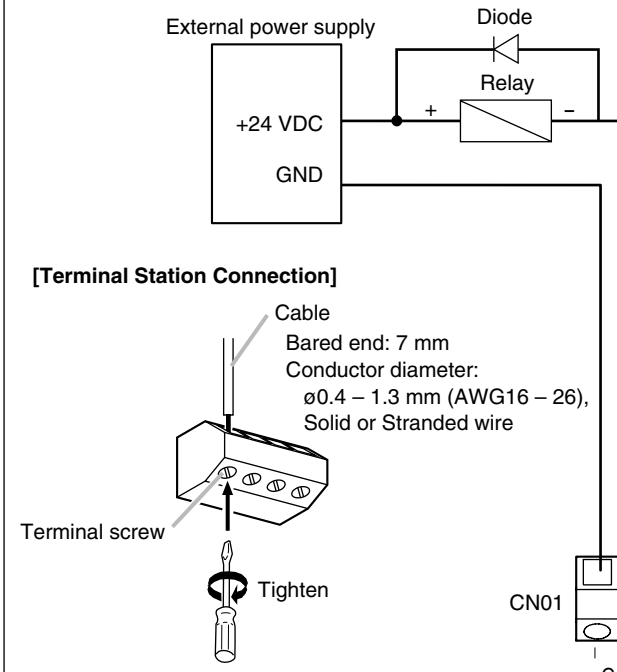 External power supply
Diode
Relay
+
–
+24 VDC
GND
[Terminal Station Connection]
Cable
Bared end: 7 mm
Conductor diameter:
ø0.4 – 1.3 mm (AWG16 – 26),
Solid or Stranded wire
Terminal screw
Tighten
CN01